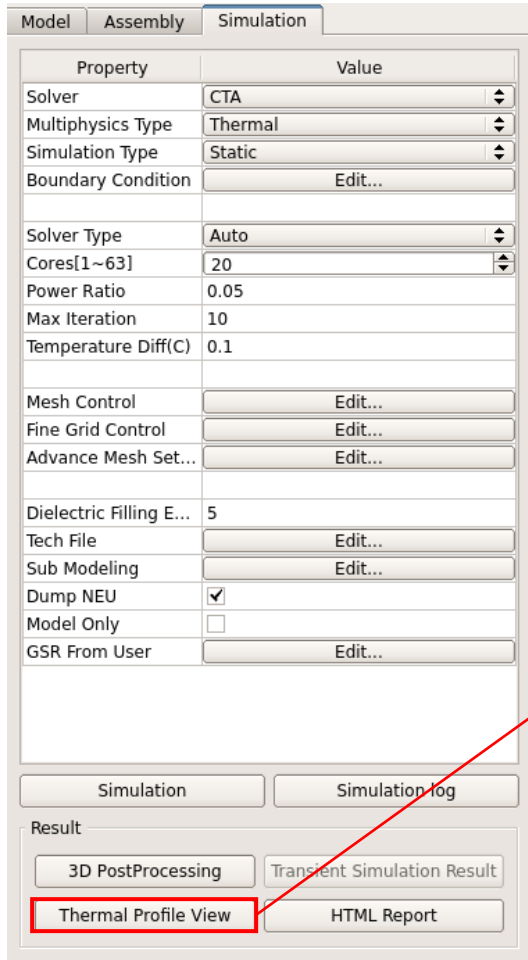 Model Assembly Simulation
Property Value
Solver CTA
Multiphysics Type Thermal
Simulation Type Static
Boundary Condition Edit...
Solver Type Auto
Cores[1~63] 20
Power Ratio 0.05
Max Iteration 10
Temperature Diff(C) 0.1
Mesh Control Edit...
Fine Grid Control Edit...
Advance Mesh Set... Edit...
Dielectric Filling E... 5
Tech File Edit...
Sub Modeling Edit...
Dump NEU
Model Only
GSR From User Edit...
Simulation Simulation log
Result
3D PostProcessing Transient Simulation Result
Thermal Profile View HTML Report